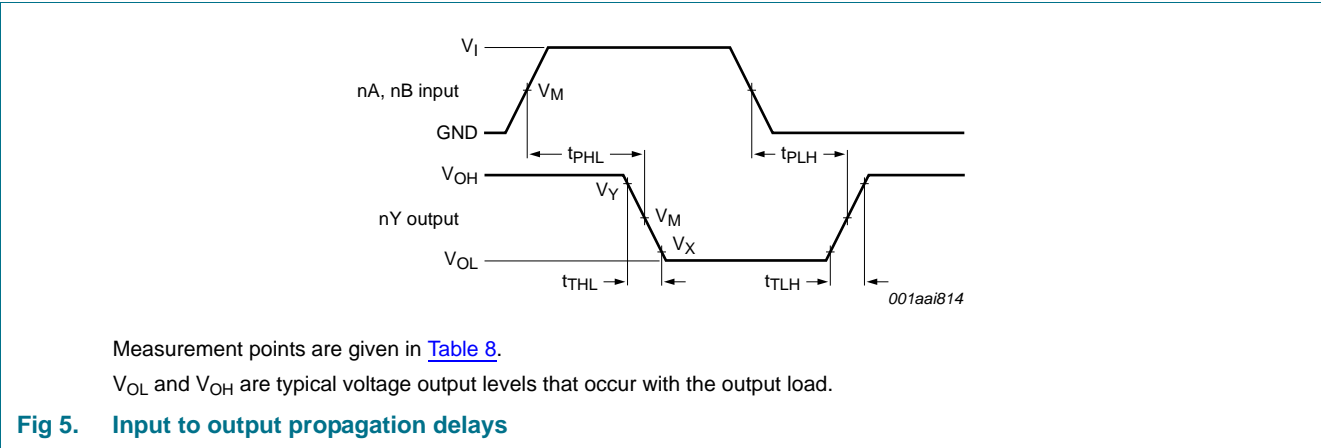 VI
nA, nB input
VM
GND
tPHL
tPLH
VOH
VY
nY output
VM
VX
VOL
tTHL
tTLH
001aai814
Measurement points are given in Table 8.
VOL and VOH are typical voltage output levels that occur with the output load.
Fig 5. Input to output propagation delays